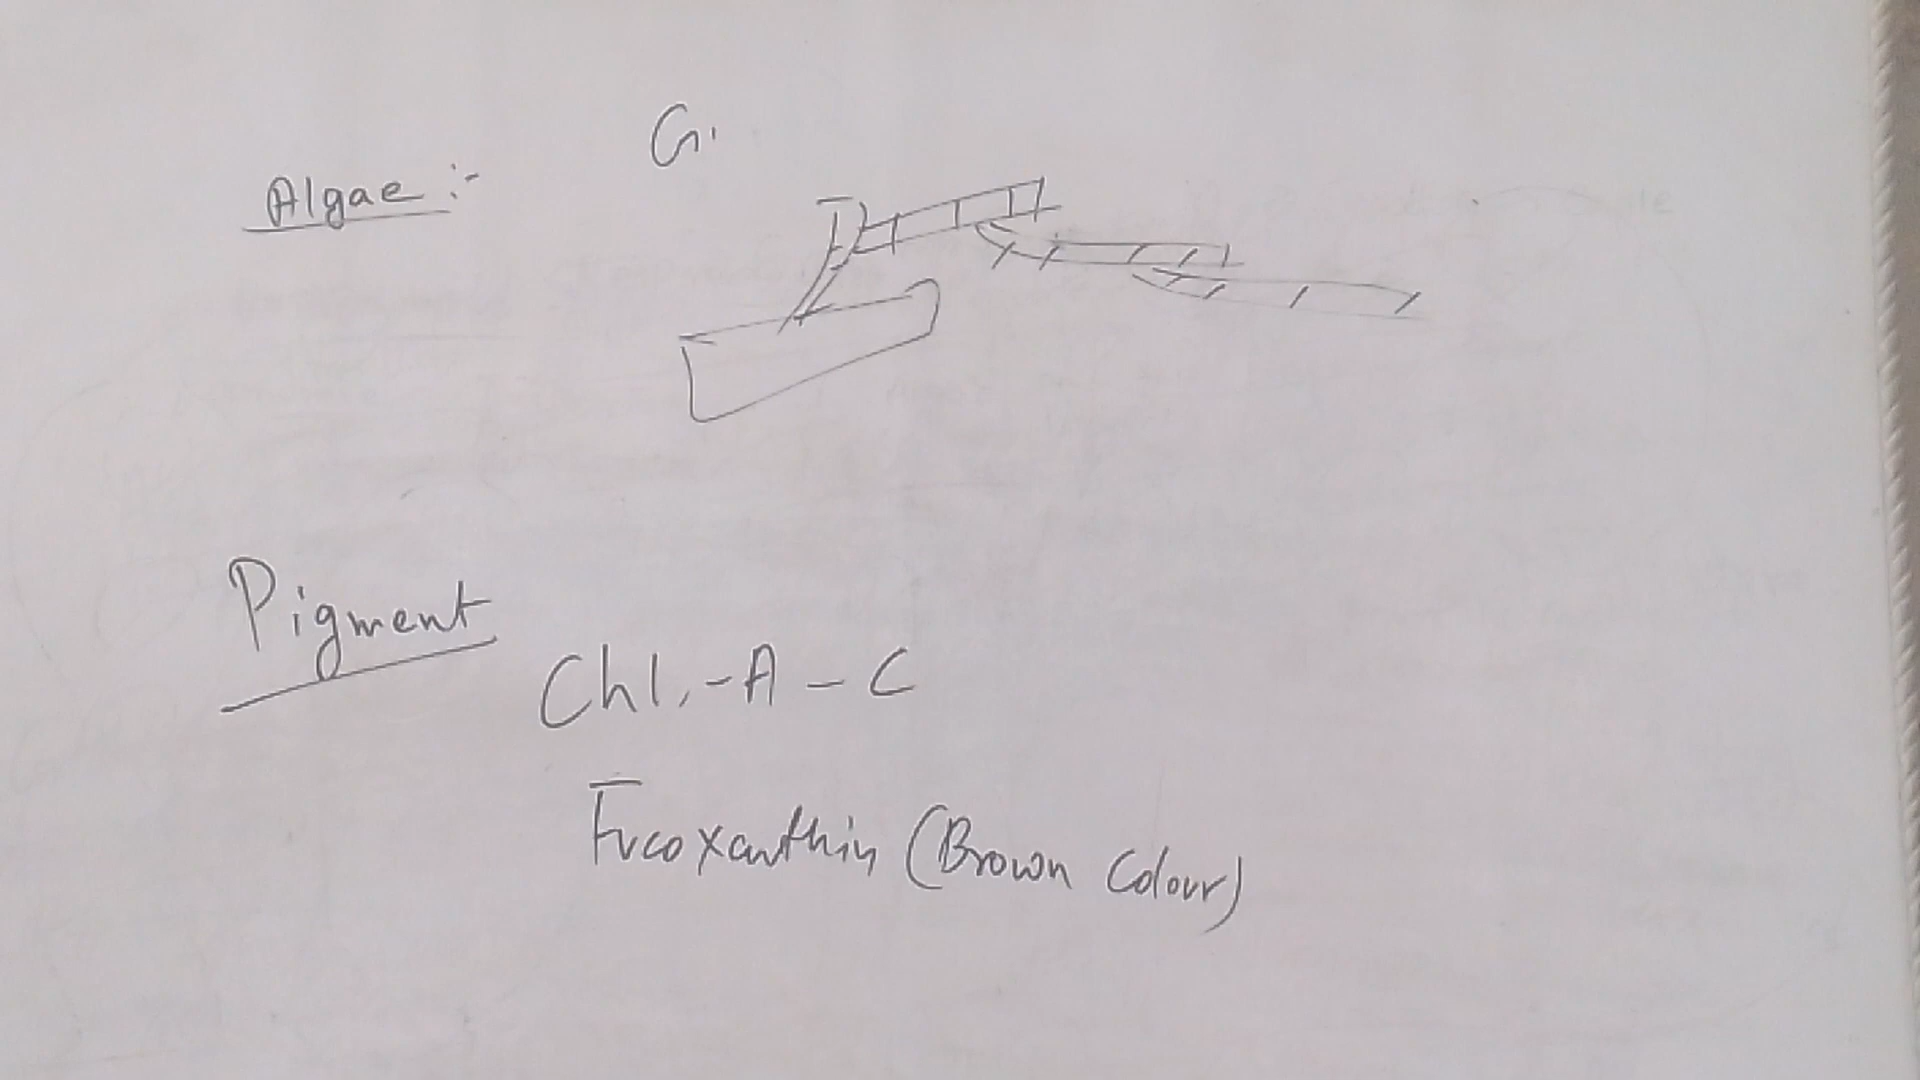 G.
Algae :-
Pigment
Chl. - A - C
Fucoxanthin (Brown Colour)